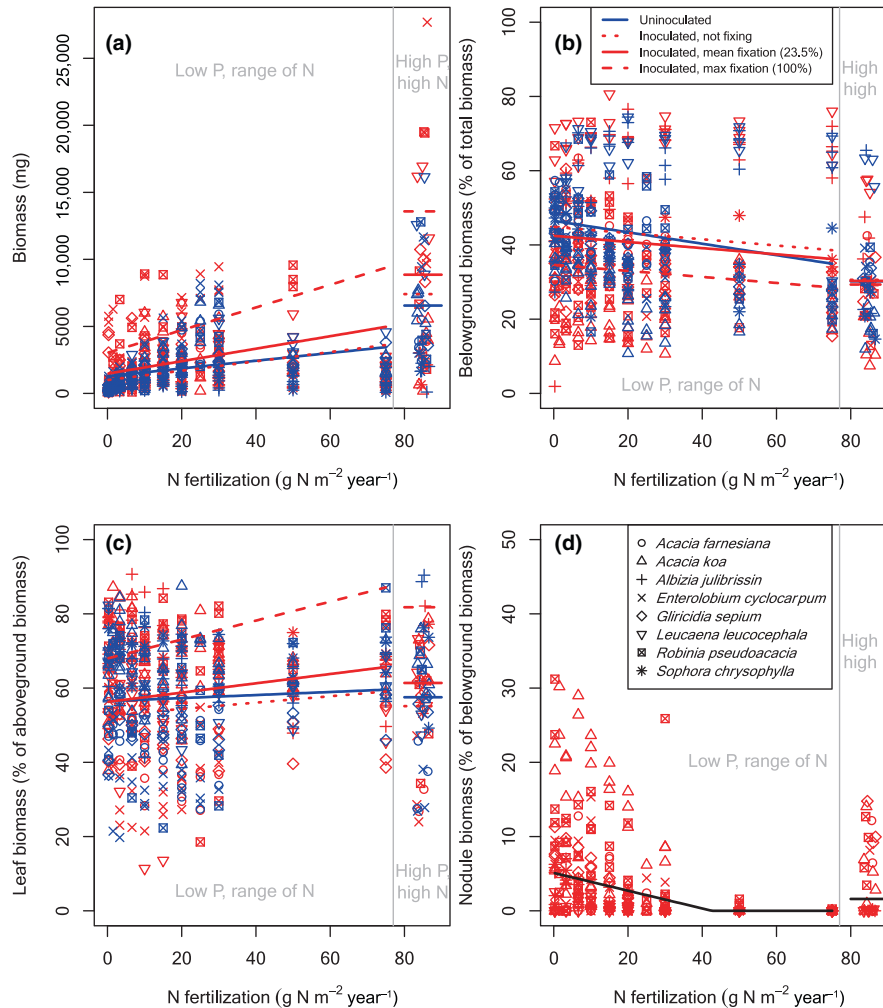 (a)
Low P, range of N
High P,
high N
Biomass (mg)
0
5000
10,000
15,000
20,000
25,000
0
20
40
60
80
N fertilization (g N m−2 year−1)
(b)
Uninoculated
Inoculated, not fixing
Inoculated, mean fixation (23.5%)
Inoculated, max fixation (100%)
High
high
Low P, range of N
Belowground biomass (% of total biomass)
0
20
40
60
80
100
0
20
40
60
80
N fertilization (g N m−2 year−1)
(c)
Low P, range of N
High P,
high N
Leaf biomass (% of aboveground biomass)
0
20
40
60
80
100
0
20
40
60
80
N fertilization (g N m−2 year−1)
(d)
Acacia farnesiana
Acacia koa
Albizia julibrissin
Enterolobium cyclocarpum
Gliricidia sepium
Leucaena leucocephala
Robinia pseudoacacia
Sophora chrysophylla
High
high
Low P, range of N
Nodule biomass (% of belowground biomass)
0
10
20
30
40
50
0
20
40
60
80
N fertilization (g N m−2 year−1)